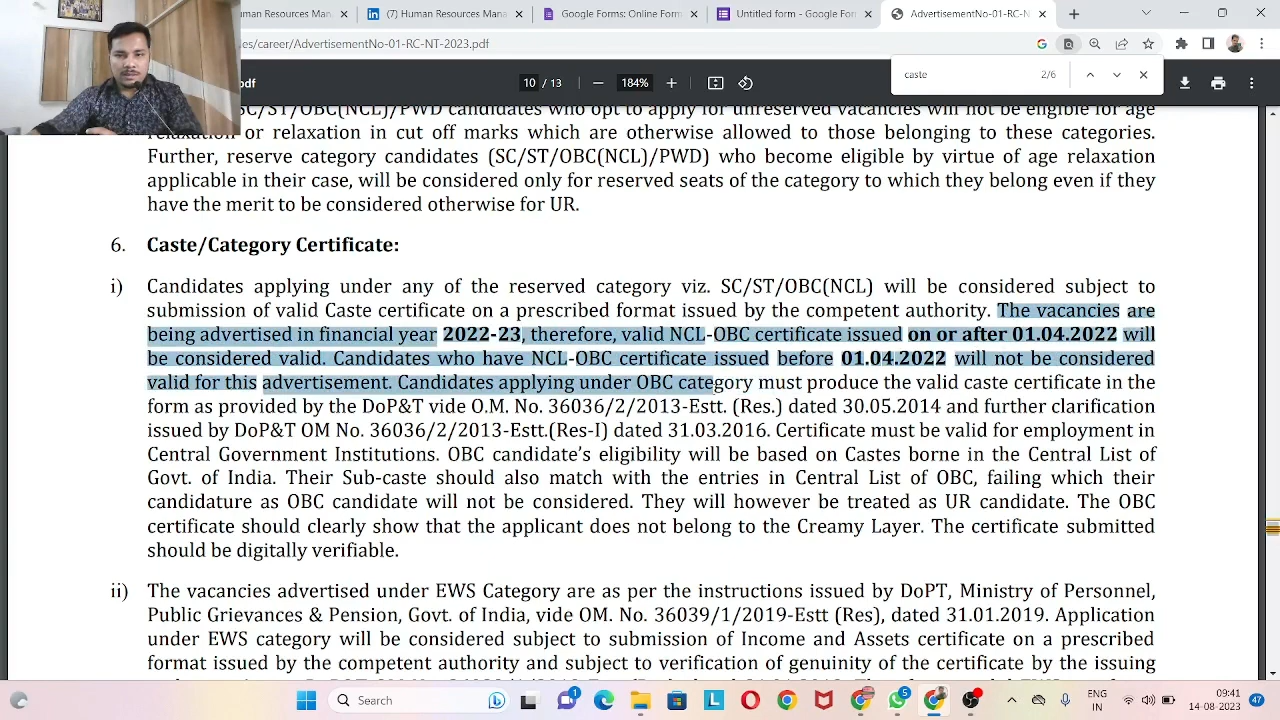 uman Resources Man
(7) Human Resources M
Google Forms: Online Form
Untitled
AdvertisementNo-01-RC-N
es/career/AdvertisementNo-01-RC-NT-2023.pdf
df
10 / 13
184%
caste
2/6
SC/ST/OBC(NCL)/PWD candidates who opt to apply for unreserved vacancies will not be eligible for age
relaxation or relaxation in cut off marks which are otherwise allowed to those belonging to these categories.
Further, reserve category candidates (SC/ST/OBC(NCL)/PWD) who become eligible by virtue of age relaxation
applicable in their case, will be considered only for reserved seats of the category to which they belong even if they
have the merit to be considered otherwise for UR.
6. Caste/Category Certificate:
i) Candidates applying under any of the reserved category viz. SC/ST/OBC(NCL) will be considered subject to
submission of valid Caste certificate on a prescribed format issued by the competent authority. The vacancies are
being advertised in financial year 2022-23, therefore, valid NCL-OBC certificate issued on or after 01.04.2022 will
be considered valid. Candidates who have NCL-OBC certificate issued before 01.04.2022 will not be considered
valid for this advertisement. Candidates applying under OBC category must produce the valid caste certificate in the
form as provided by the DoP&T vide O.M. No. 36036/2/2013-Estt. (Res.) dated 30.05.2014 and further clarification
issued by DoP&T OM No. 36036/2/2013-Estt.(Res-I) dated 31.03.2016. Certificate must be valid for employment in
Central Government Institutions. OBC candidate's eligibility will be based on Castes borne in the Central List of
Govt. of India. Their Sub-caste should also match with the entries in Central List of OBC, failing which their
candidature as OBC candidate will not be considered. They will however be treated as UR candidate. The OBC
certificate should clearly show that the applicant does not belong to the Creamy Layer. The certificate submitted
should be digitally verifiable.
ii) The vacancies advertised under EWS Category are as per the instructions issued by DoPT, Ministry of Personnel,
Public Grievances & Pension, Govt. of India, vide OM. No. 36039/1/2019-Estt (Res), dated 31.01.2019. Application
under EWS category will be considered subject to submission of Income and Assets certificate on a prescribed
format issued by the competent authority and subject to verification of genuinity of the certificate by the issuing
Search
1
5
ENG
IN
09:41
14-08-2023
47